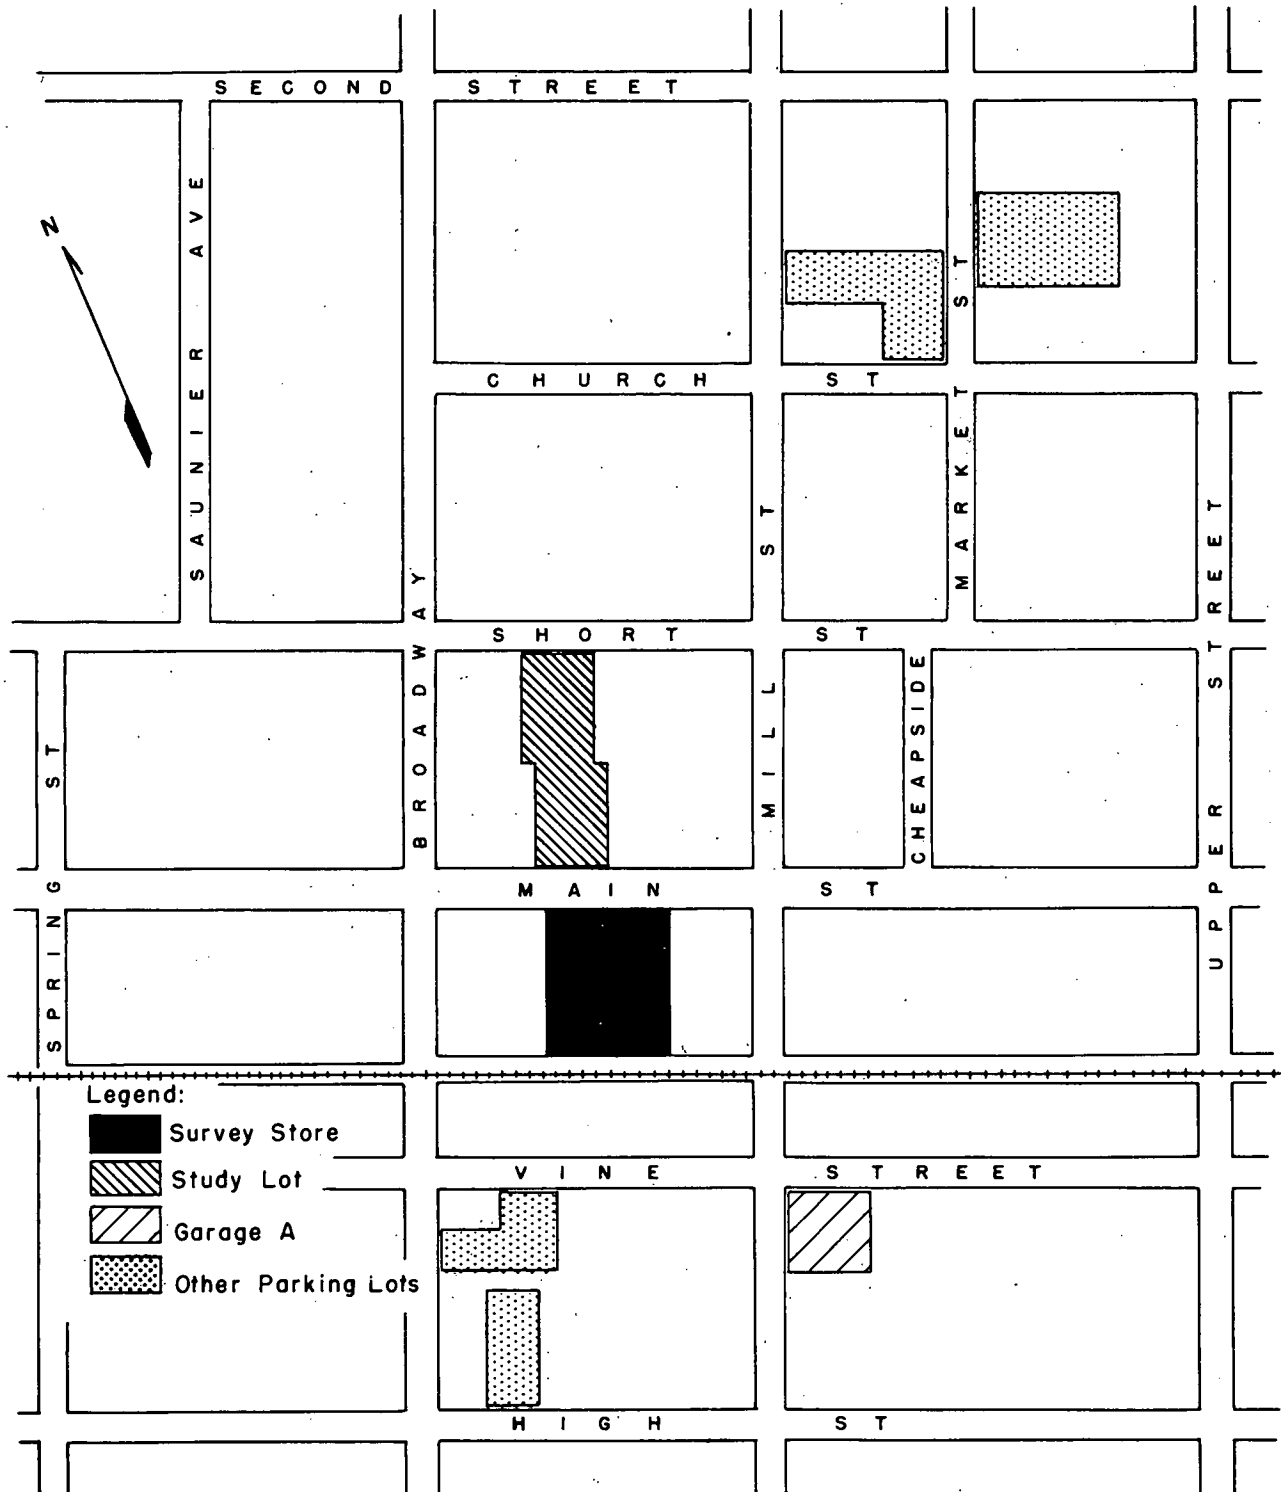 SECOND STREET
SAUNIER AVE
N
CHURCH ST
MARKET ST
SHORT ST
BROADWAY
MILL ST
CHEAPSIDE
UPPER STREET
SPRING ST
MAIN ST
Legend:
Survey Store
Study Lot
Garage A
Other Parking Lots
VINE STREET
HIGH ST